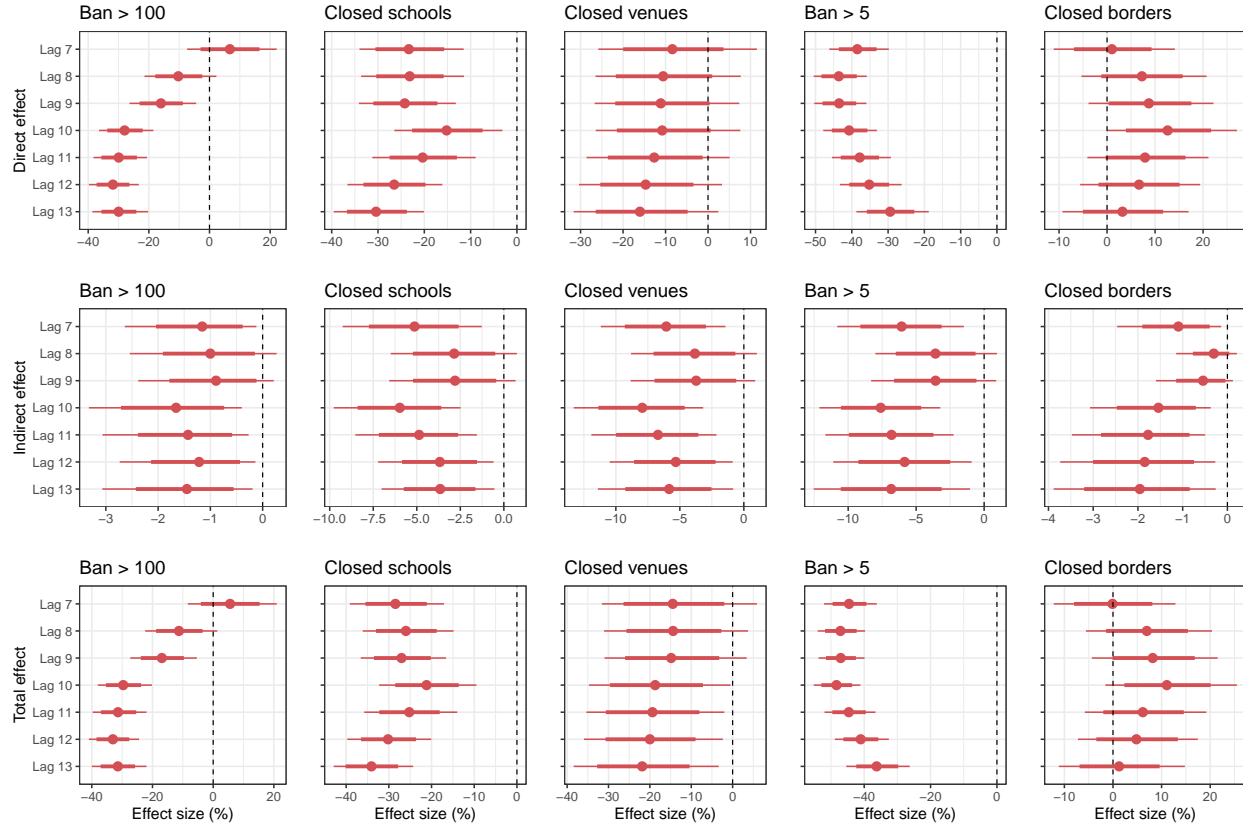 Ban > 100
Closed schools
Closed venues
Ban > 5
Closed borders
Direct effect
Lag 7
Lag 8
Lag 9
Lag 10
Lag 11
Lag 12
Lag 13
−40 −20 0 20
−40 −30 −20 −10 0
−30 −20 −10 0 10
−50 −40 −30 −20 −10 0
−10 0 10 20
Ban > 100
Closed schools
Closed venues
Ban > 5
Closed borders
Indirect effect
Lag 7
Lag 8
Lag 9
Lag 10
Lag 11
Lag 12
Lag 13
−3 −2 −1 0
−10.0 −7.5 −5.0 −2.5 0.0
−10 −5 0
−10 −5 0
−4 −3 −2 −1 0
Ban > 100
Closed schools
Closed venues
Ban > 5
Closed borders
Total effect
Lag 7
Lag 8
Lag 9
Lag 10
Lag 11
Lag 12
Lag 13
−40 −20 0 20
−40 −30 −20 −10 0
−40 −30 −20 −10 0
−60 −40 −20 0
−10 0 10 20
Effect size (%)
Effect size (%)
Effect size (%)
Effect size (%)
Effect size (%)